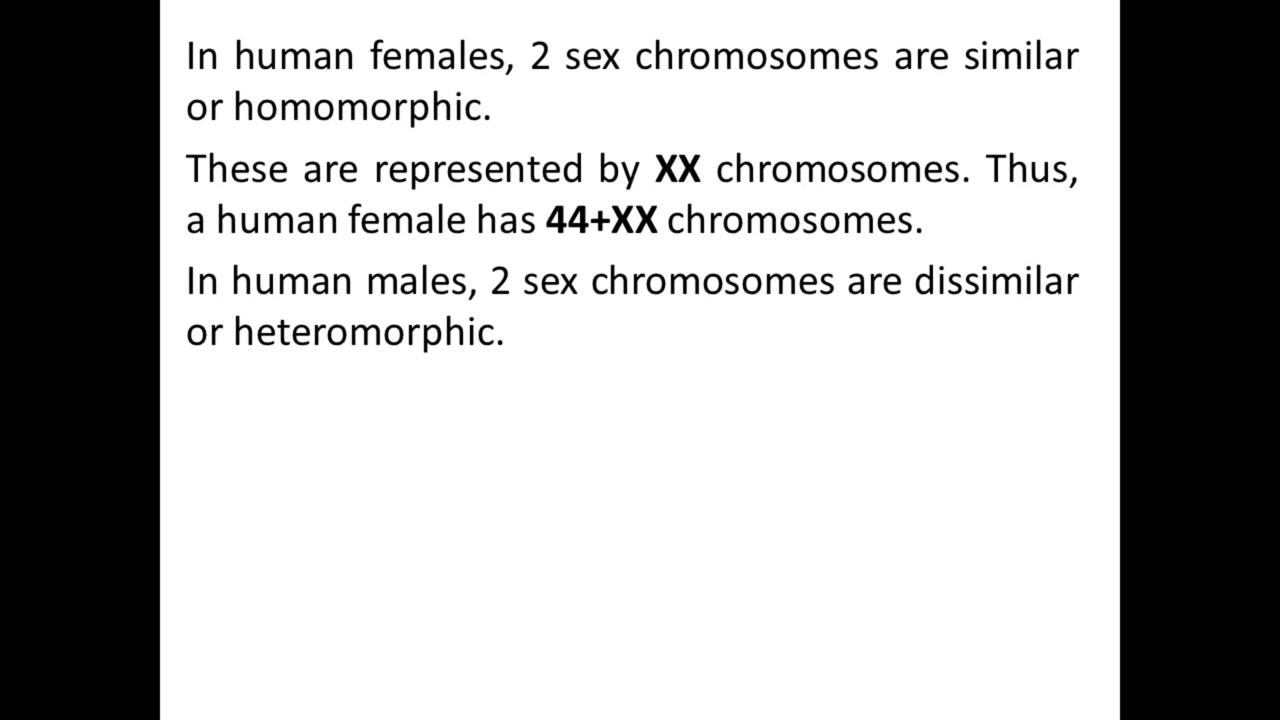 In human females, 2 sex chromosomes are similar
or homomorphic.
These are represented by XX chromosomes. Thus,
a human female has 44+XX chromosomes.
In human males, 2 sex chromosomes are dissimilar
or heteromorphic.